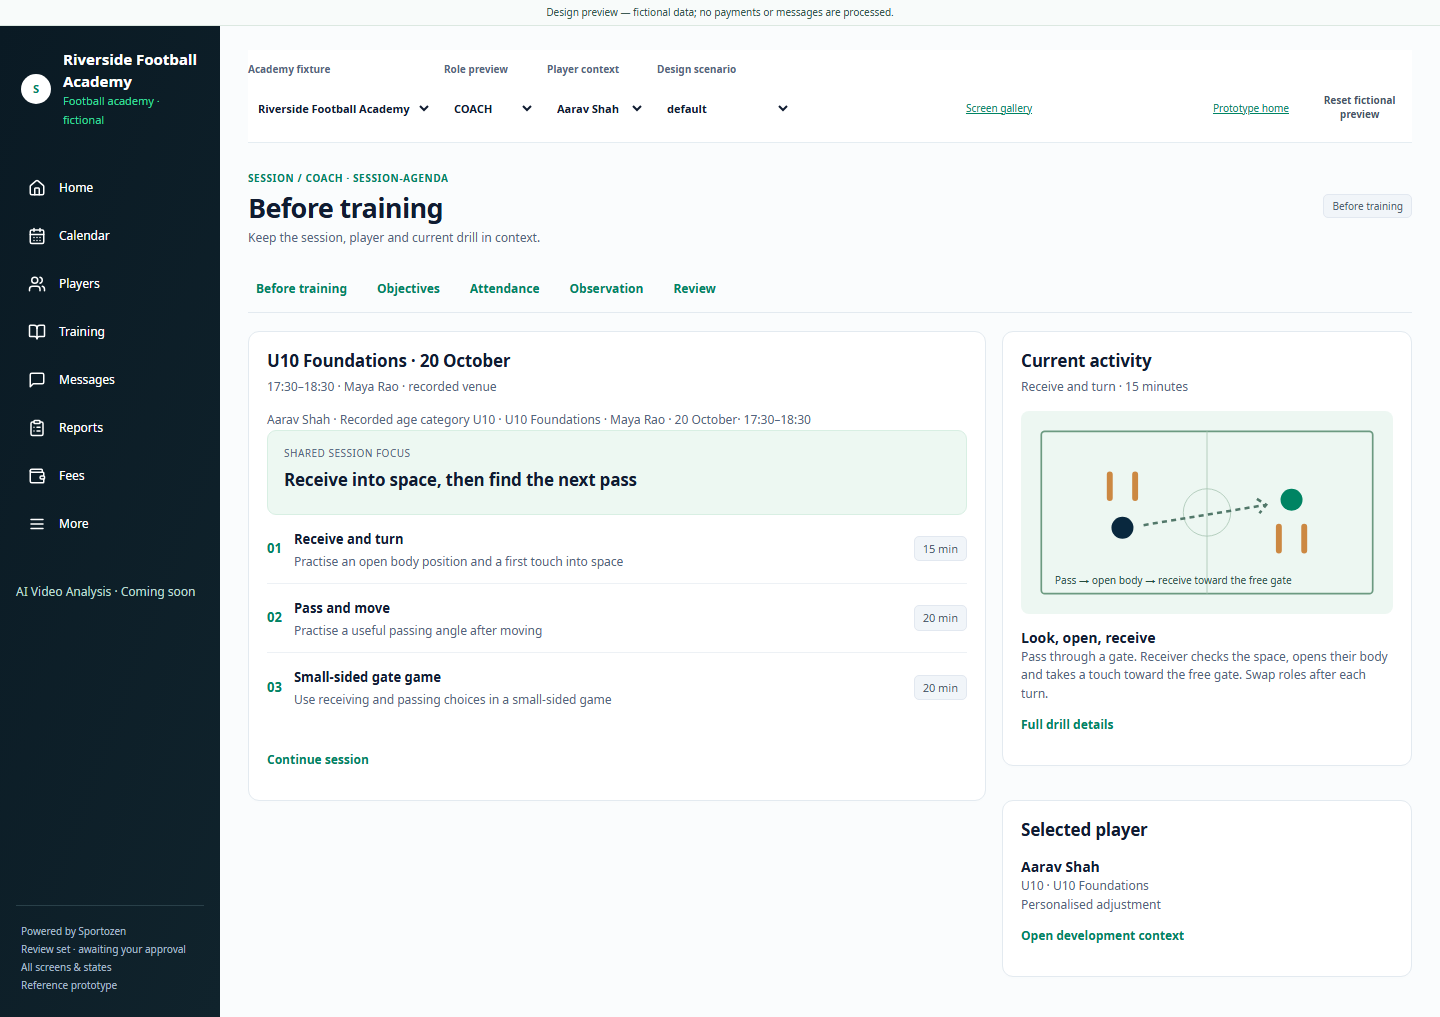 Design preview — fictional data; no payments or messages are processed.
S
Riverside Football
Academy
Football academy ·
fictional
Home
Calendar
Players
Training
Messages
Reports
Fees
More
AI Video Analysis · Coming soon
Powered by Sportozen
Review set · awaiting your approval
All screens & states
Reference prototype
Academy fixture
Role preview
Player context
Design scenario
Riverside Football Academy
COACH
Aarav Shah
default
Screen gallery
Prototype home
Reset fictional
preview
SESSION / COACH · SESSION-AGENDA
Before training
Keep the session, player and current drill in context.
Before training
Before training
Objectives
Attendance
Observation
Review
U10 Foundations · 20 October
17:30–18:30 · Maya Rao · recorded venue
Aarav Shah · Recorded age category U10 · U10 Foundations · Maya Rao · 20 October· 17:30–18:30
SHARED SESSION FOCUS
Receive into space, then find the next pass
01
Receive and turn
Practise an open body position and a first touch into space
15 min
02
Pass and move
Practise a useful passing angle after moving
20 min
03
Small-sided gate game
Use receiving and passing choices in a small-sided game
20 min
Continue session
Current activity
Receive and turn · 15 minutes
Pass → open body → receive toward the free gate
Look, open, receive
Pass through a gate. Receiver checks the space, opens their body
and takes a touch toward the free gate. Swap roles after each
turn.
Full drill details
Selected player
Aarav Shah
U10 · U10 Foundations
Personalised adjustment
Open development context